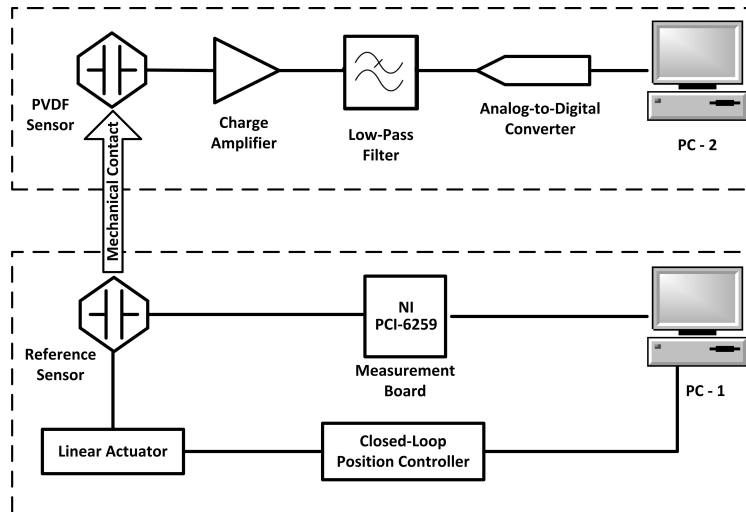 PVDF
Sensor
Charge
Amplifier
Low-Pass
Filter
Analog-to-Digital
Converter
PC - 2
Mechanical Contact
Reference
Sensor
NI
PCI-6259
Measurement
Board
PC - 1
Linear Actuator
Closed-Loop
Position Controller